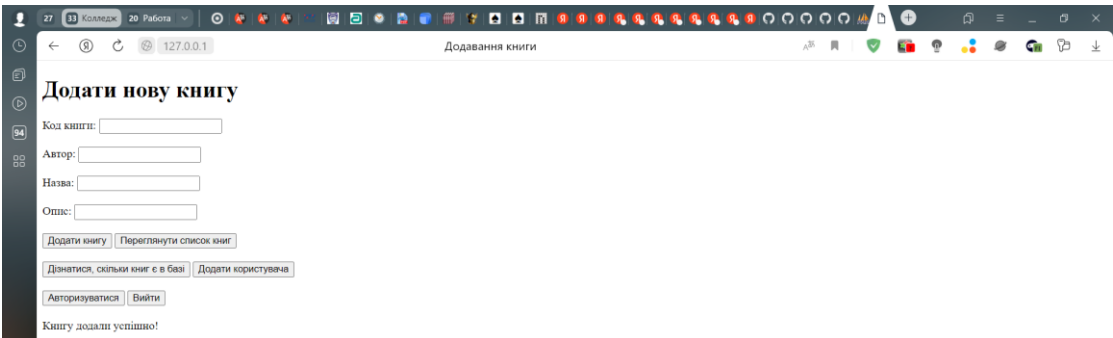 27 33 Колледж 20 Работа
127.0.0.1 Додавання книги
94
Додати нову книгу
Код книги:
Автор:
Назва:
Опис:
Додати книгу Переглянути список книг
Дізнатися, скільки книг є в базі Додати користувача
Авторизуватися Вийти
Книгу додали успішно!